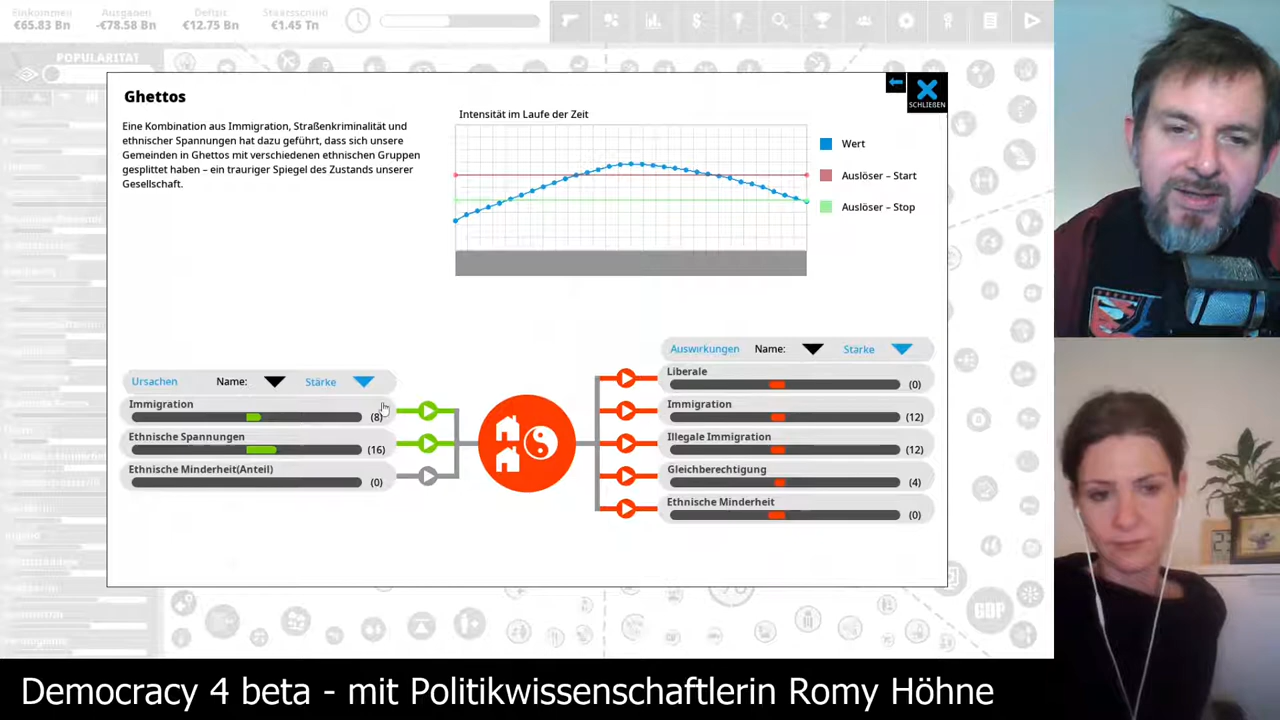 Einkommen
€65.83 Bn
Ausgaben
-€78.58 Bn
Defizit
€12.75 Bn
Staatsschuld
€1.45 Tn
POPULARITÄT
Ghettos
SCHLIEßEN
Eine Kombination aus Immigration, Straßenkriminalität und
ethnischer Spannungen hat dazu geführt, dass sich unsere
Gemeinden in Ghettos mit verschiedenen ethnischen Gruppen
gesplittet haben – ein trauriger Spiegel des Zustands unserer
Gesellschaft.
Intensität im Laufe der Zeit
Wert
Auslöser – Start
Auslöser – Stop
Ursachen Name: Stärke
Immigration
(8)
Ethnische Spannungen
(16)
Ethnische Minderheit(Anteil)
(0)
Auswirkungen Name: Stärke
Liberale
(0)
Immigration
(12)
Illegale Immigration
(12)
Gleichberechtigung
(4)
Ethnische Minderheit
(0)
GDP
Democracy 4 beta - mit Politikwissenschaftlerin Romy Höhne